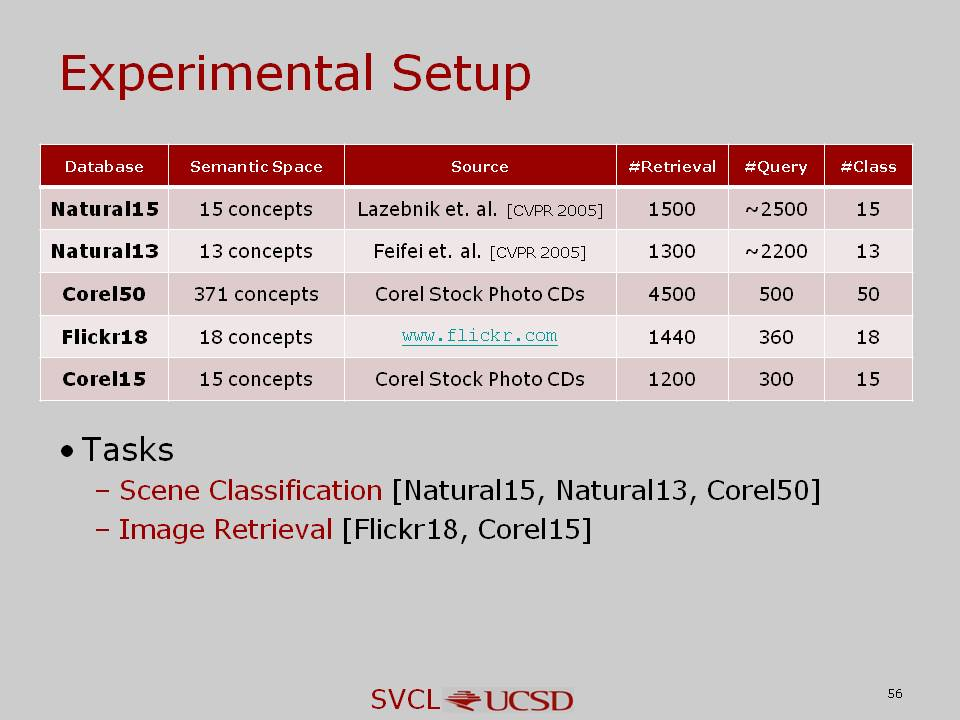 Experimental Setup
Database Semantic Space Source #Retrieval #Query #Class
Natural15 15 concepts Lazebnik et. al. [CVPR 2005] 1500 ~2500 15
Natural13 13 concepts Feifei et. al. [CVPR 2005] 1300 ~2200 13
Corel50 371 concepts Corel Stock Photo CDs 4500 500 50
Flickr18 18 concepts www.flickr.com 1440 360 18
Corel15 15 concepts Corel Stock Photo CDs 1200 300 15
• Tasks
– Scene Classification [Natural15, Natural13, Corel50]
– Image Retrieval [Flickr18, Corel15]
SVCL UCSD
56